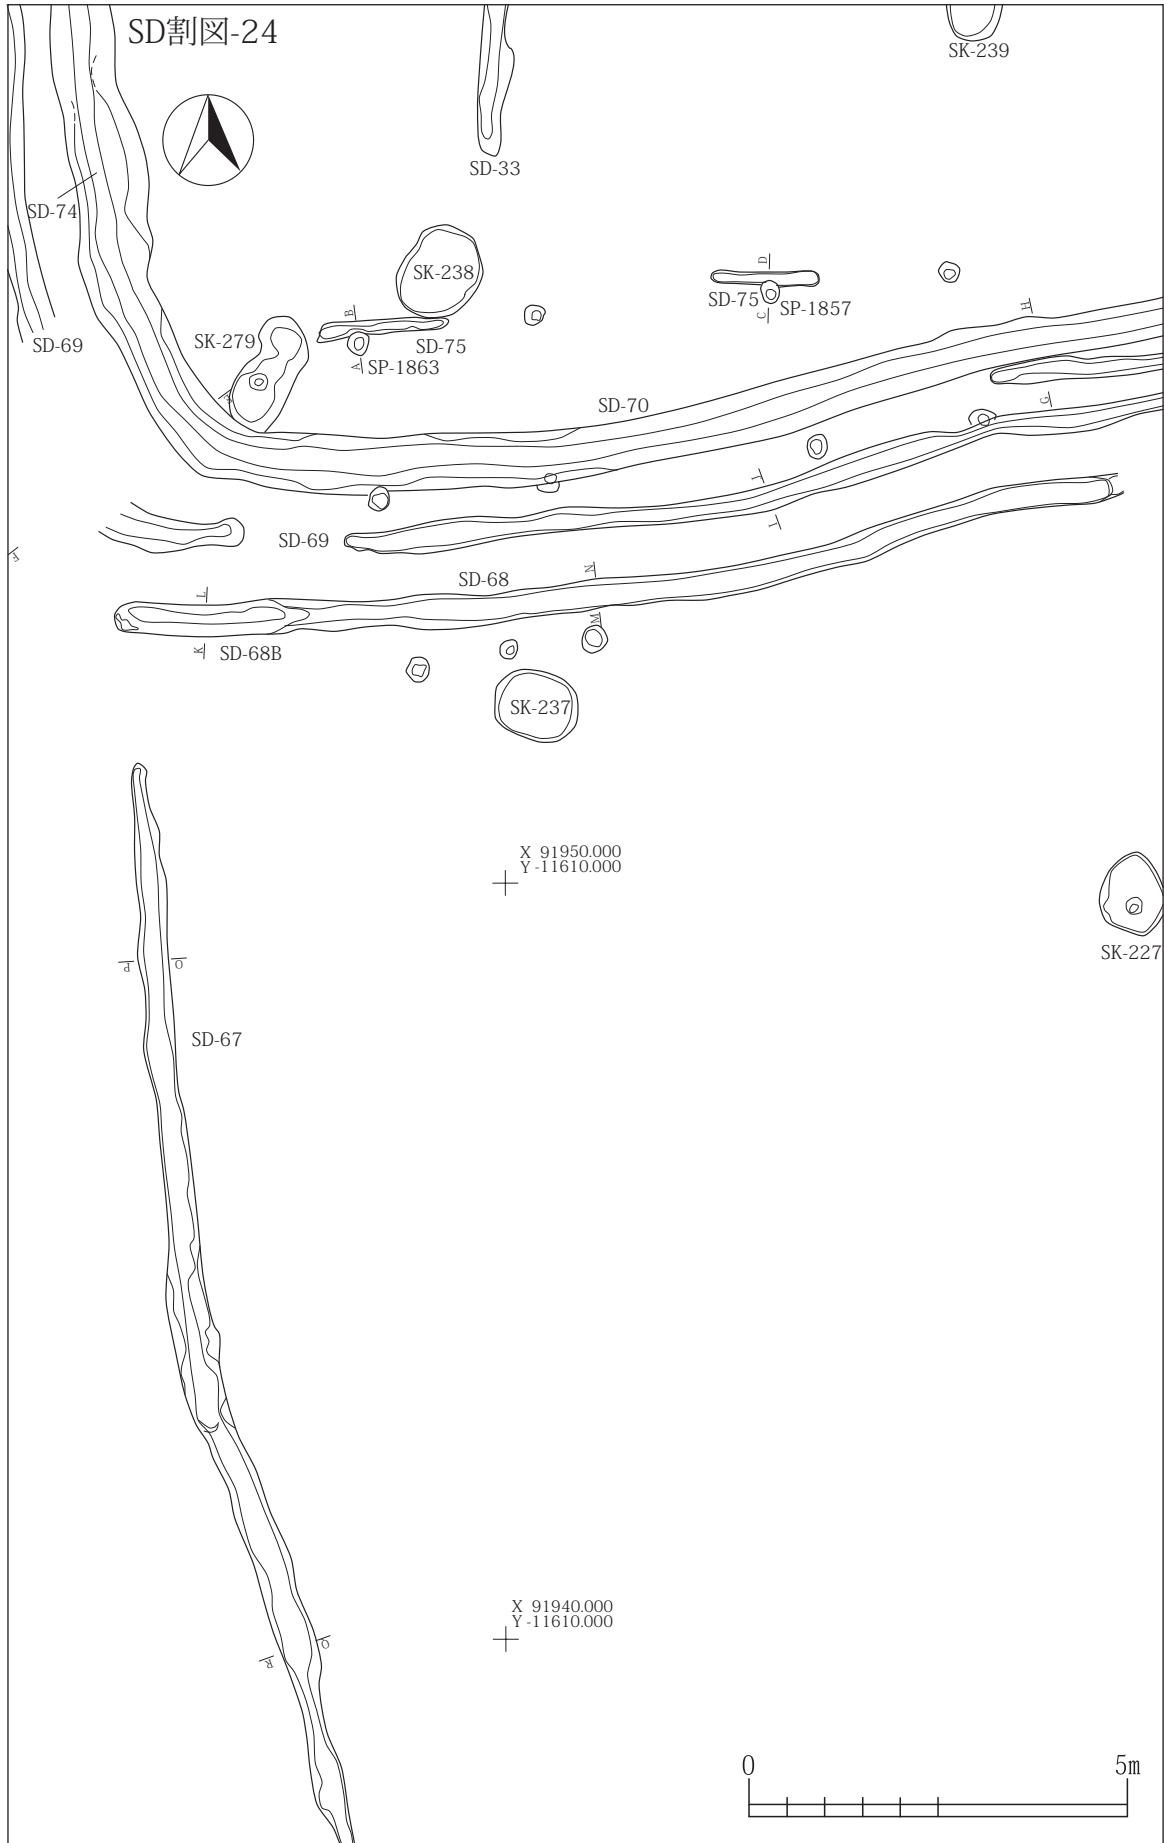 SD割図-24
SK-239
SD-33
SD-74
SK-238
D
SD-75
SP-1857
C
H
SD-69
SK-279
B
SD-75
A
SP-1863
E
SD-70
G
I
SD-69
J
F
SD-68
N
L
M
K
SD-68B
SK-237
X 91950.000
Y -11610.000
SK-227
P
O
SD-67
X 91940.000
Y -11610.000
Q
R
0
5m